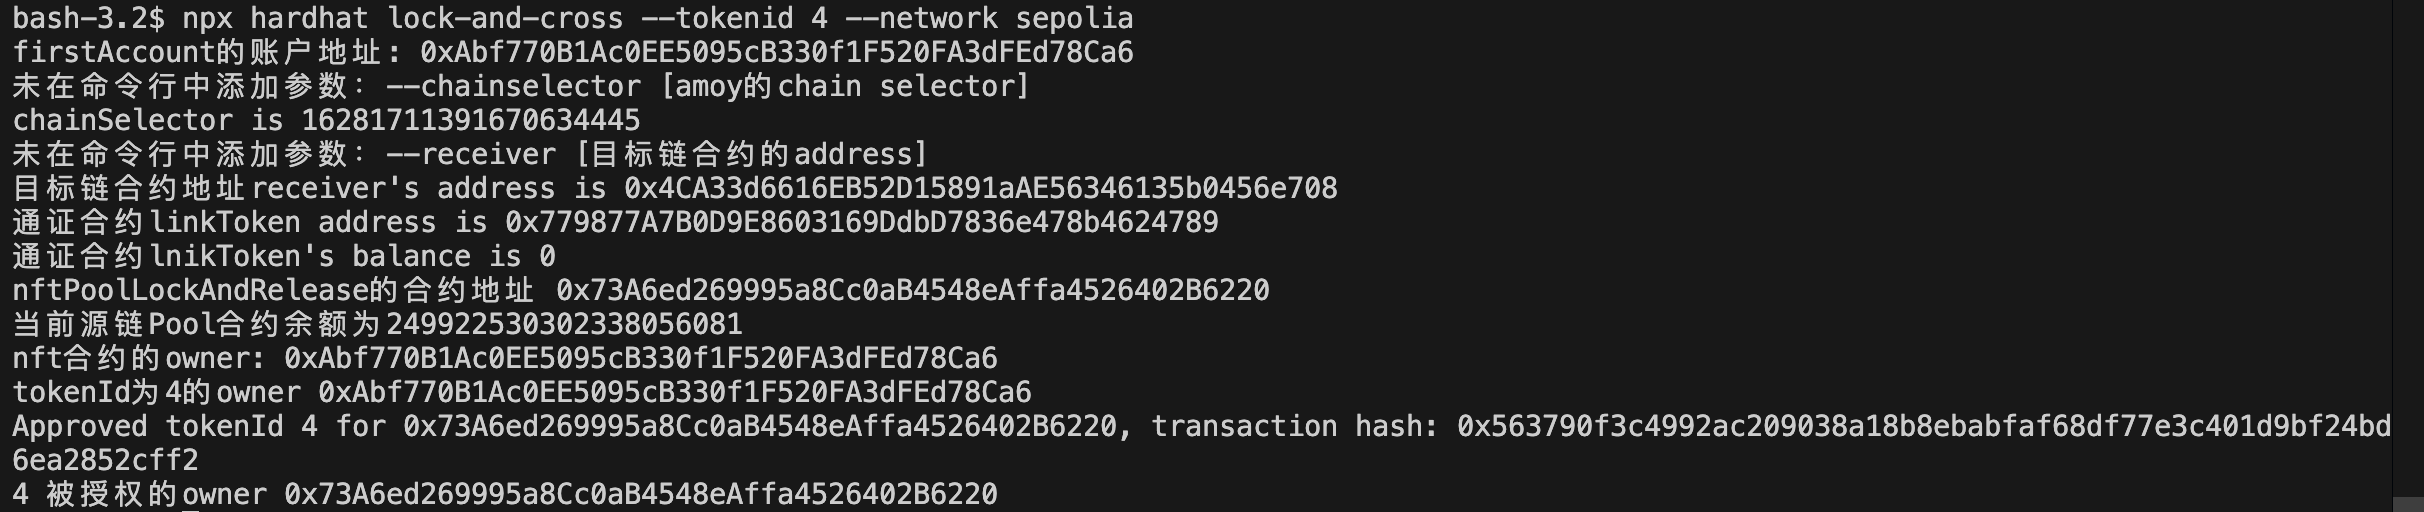 bash-3.2$ npx hardhat lock-and-cross --tokenid 4 --network sepolia
firstAccount的账户地址: 0xAbf770B1Ac0EE5095cB330f1F520FA3dFEd78Ca6
未在命令行中添加参数: --chainselector [amoy的chain selector]
chainSelector is 16281711391670634445
未在命令行中添加参数: --receiver [目标链合约的address]
目标链合约地址receiver's address is 0x4CA33d6616EB52D15891aAE56346135b0456e708
通证合约linkToken address is 0x779877A7B0D9E8603169DdbD7836e478b4624789
通证合约lnikToken's balance is 0
nftPoolLockAndRelease的合约地址 0x73A6ed269995a8Cc0aB4548eAffa4526402B6220
当前源链Pool合约余额为249922530302338056081
nft合约的owner: 0xAbf770B1Ac0EE5095cB330f1F520FA3dFEd78Ca6
tokenId为4的owner 0xAbf770B1Ac0EE5095cB330f1F520FA3dFEd78Ca6
Approved tokenId 4 for 0x73A6ed269995a8Cc0aB4548eAffa4526402B6220, transaction hash: 0x563790f3c4992ac209038a18b8ebabfaf68df77e3c401d9bf24bd
6ea2852cff2
4 被授权的owner 0x73A6ed269995a8Cc0aB4548eAffa4526402B6220